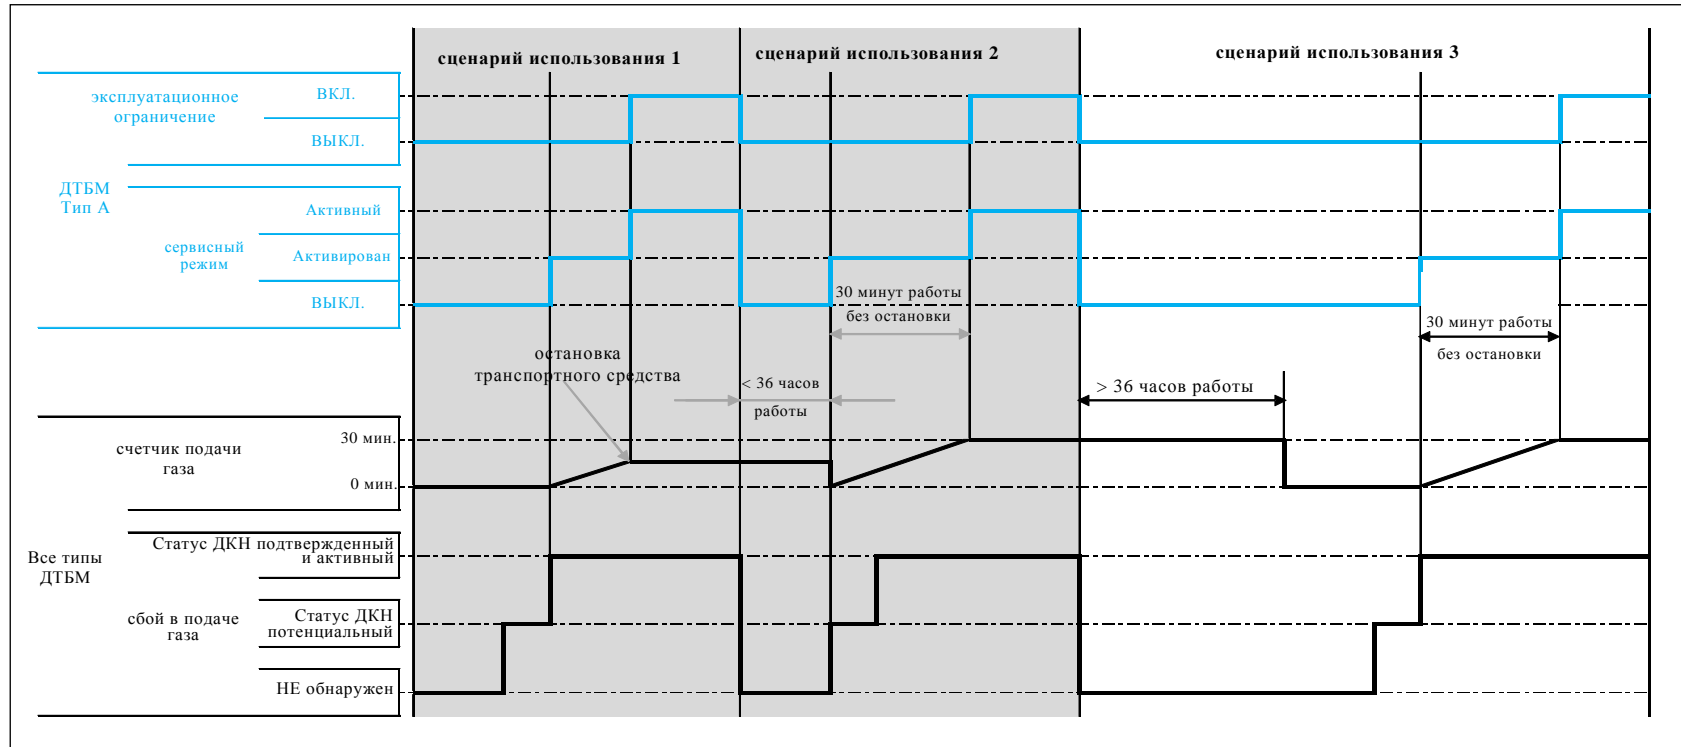 сценарий использования 1
сценарий использования 2
сценарий использования 3
эксплуатационное
ограничение
ВКЛ.
ВЫКЛ.
ДТБМ
Тип А
Активный
сервисный
режим
Активирован
ВЫКЛ.
30 минут работы
без остановки
30 минут работы
без остановки
остановка
транспортного средства
< 36 часов
работы
> 36 часов работы
счетчик подачи
газа
30 мин.
0 мин.
Все типы
ДТБМ
Статус ДКН подтвержденный
и активный
сбой в подаче
газа
Статус ДКН
потенциальный
НЕ обнаружен